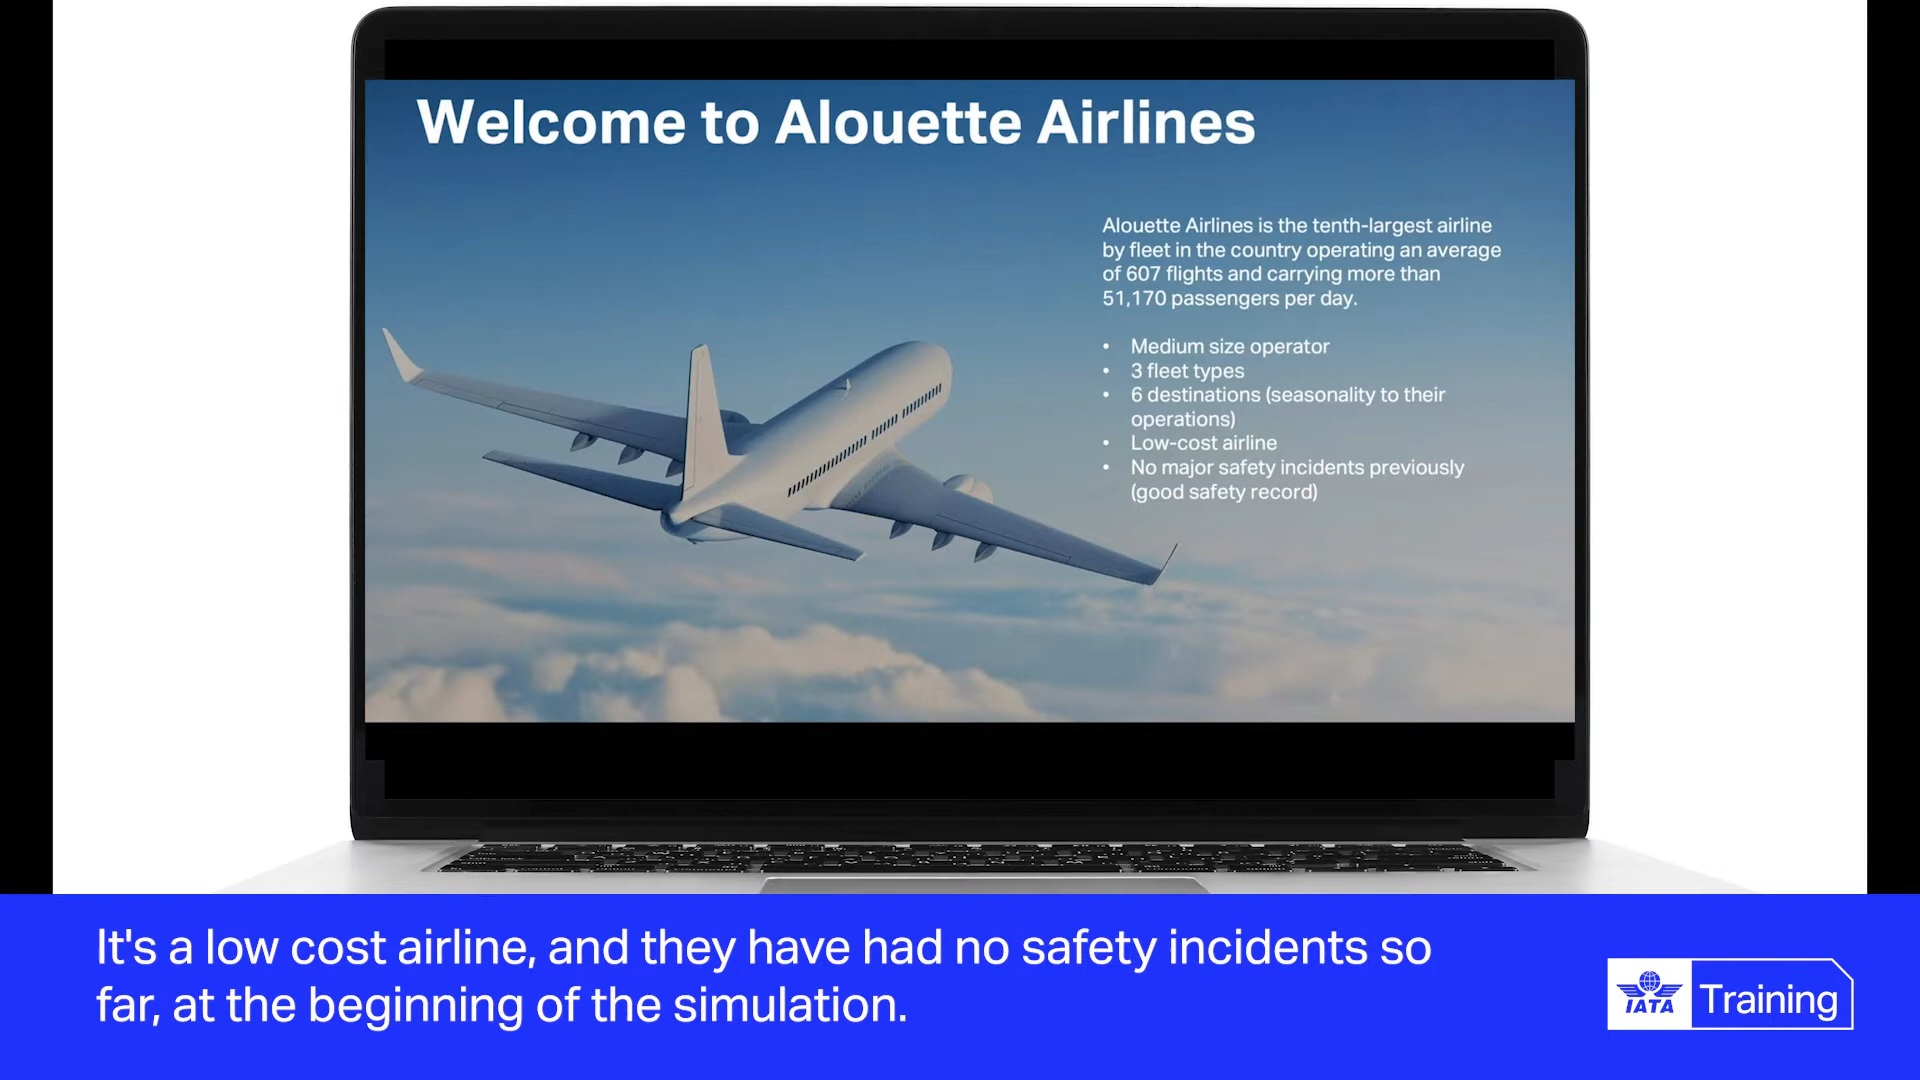 Welcome to Alouette Airlines
Alouette Airlines is the tenth-largest airline
by fleet in the country operating an average
of 607 flights and carrying more than
51,170 passengers per day.
• Medium size operator
• 3 fleet types
• 6 destinations (seasonality to their
operations)
• Low-cost airline
• No major safety incidents previously
(good safety record)
It's a low cost airline, and they have had no safety incidents so
far, at the beginning of the simulation.
IATA
Training